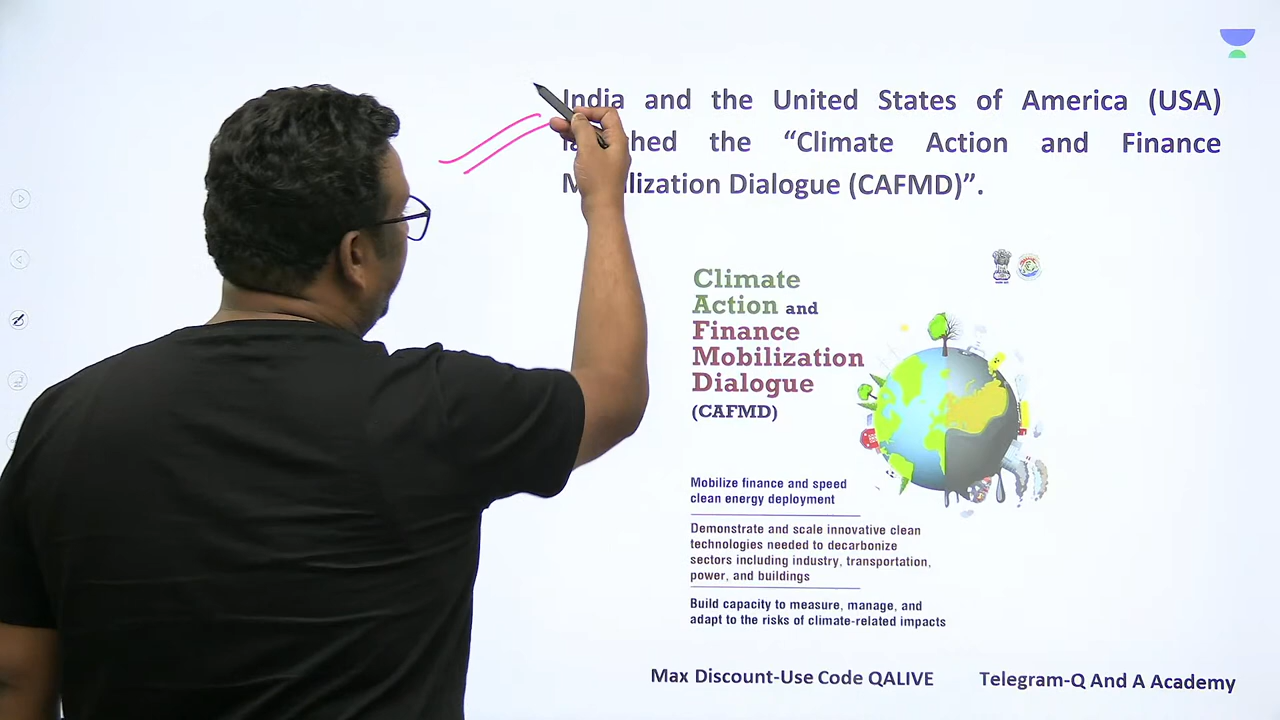 India and the United States of America (USA)
the “Climate Action and Finance
Dialogue (CAFMD)”.
Climate
Action and
Finance
Mobilization
Dialogue
(CAFMD)
Mobilize finance and speed
clean energy deployment
Demonstrate and scale innovative clean
technologies needed to decarbonize
sectors including industry, transportation,
power, and buildings
Build capacity to measure, manage, and
adapt to the risks of climate-related impacts
Max Discount-Use Code QALIVE Telegram-Q And A Academy